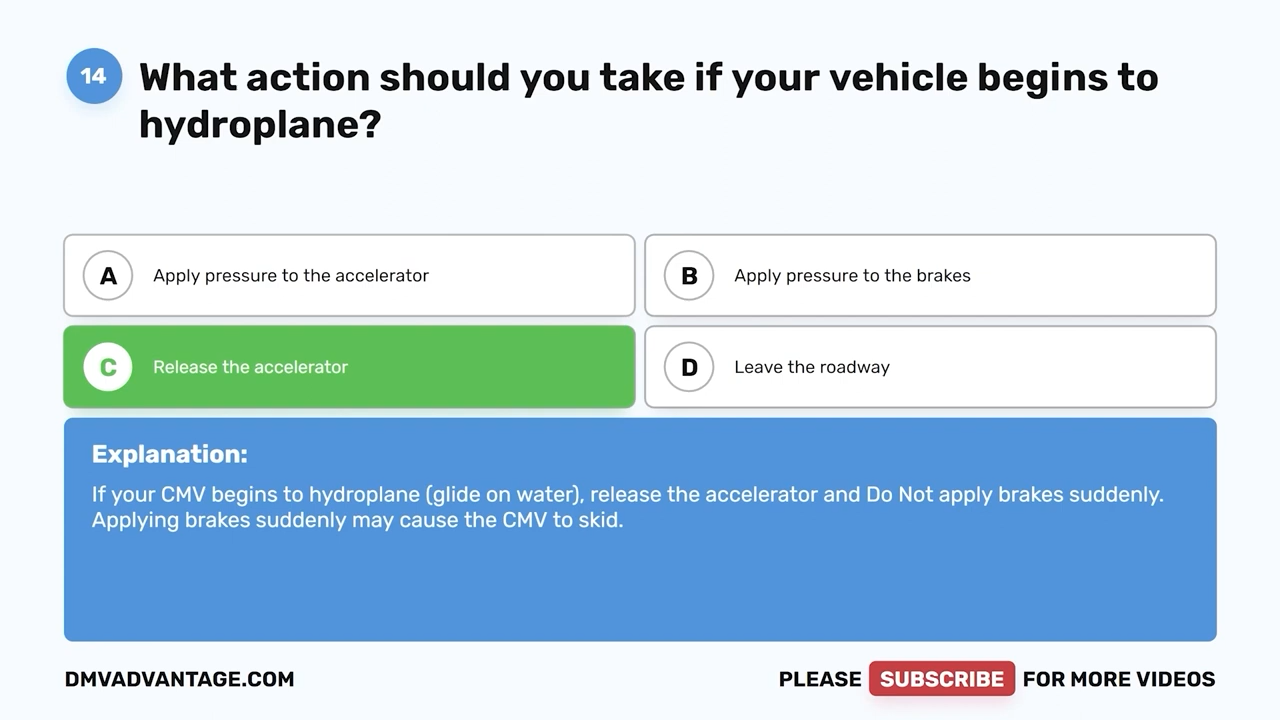 14
What action should you take if your vehicle begins to
hydroplane?
A
Apply pressure to the accelerator
B
Apply pressure to the brakes
C
Release the accelerator
D
Leave the roadway
Explanation:
If your CMV begins to hydroplane (glide on water), release the accelerator and Do Not apply brakes suddenly.
Applying brakes suddenly may cause the CMV to skid.
DMVADVANTAGE.COM
PLEASE SUBSCRIBE FOR MORE VIDEOS